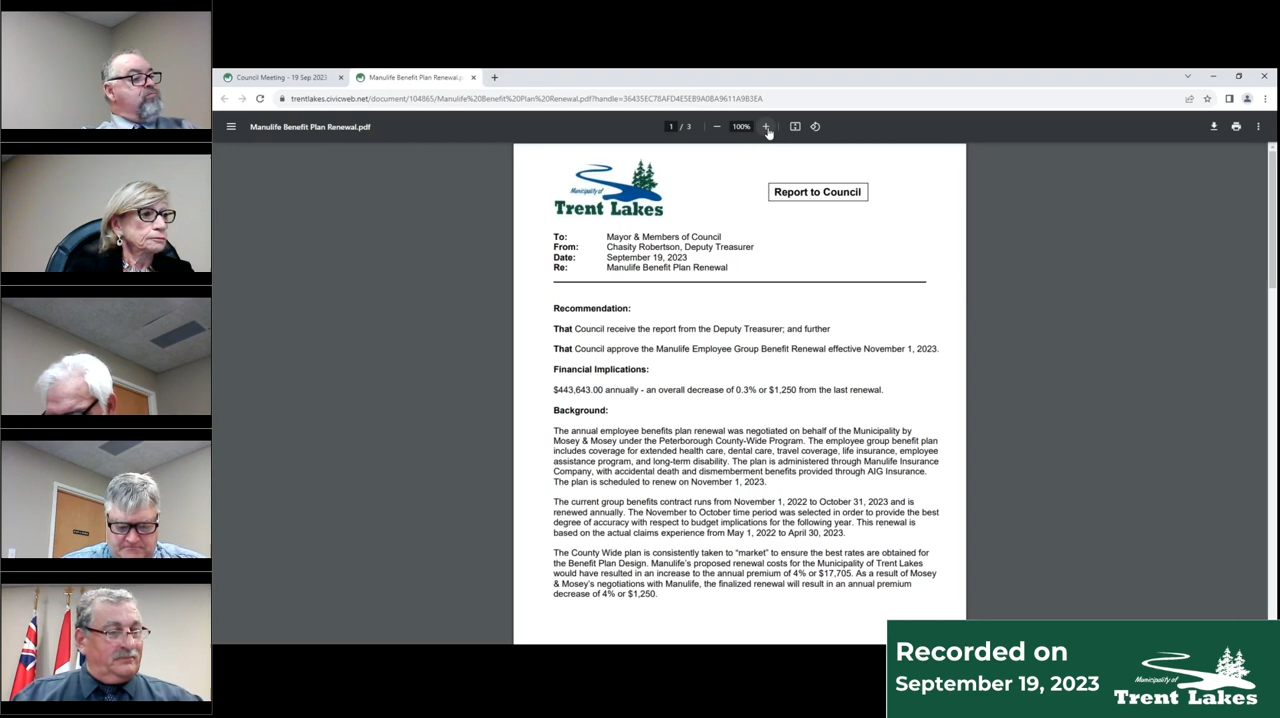 Council Meeting - 19 Sep 2023
Manulife Benefit Plan Renewal.p
trentlakes.civicweb.net/document/104865/Manulife%20Benefit%20Plan%20Renewal.pdf?handle=36435EC78AFD4E5EB9A0BA9611A9B3EA
Manulife Benefit Plan Renewal.pdf
1 / 3
100%
Municipality of
Trent Lakes
Report to Council
To: Mayor & Members of Council
From: Chasity Robertson, Deputy Treasurer
Date: September 19, 2023
Re: Manulife Benefit Plan Renewal
Recommendation:
That Council receive the report from the Deputy Treasurer; and further
That Council approve the Manulife Employee Group Benefit Renewal effective November 1, 2023.
Financial Implications:
$443,643.00 annually - an overall decrease of 0.3% or $1,250 from the last renewal.
Background:
The annual employee benefits plan renewal was negotiated on behalf of the Municipality by
Mosey & Mosey under the Peterborough County-Wide Program. The employee group benefit plan
includes coverage for extended health care, dental care, travel coverage, life insurance, employee
assistance program, and long-term disability. The plan is administered through Manulife Insurance
Company, with accidental death and dismemberment benefits provided through AIG Insurance.
The plan is scheduled to renew on November 1, 2023.
The current group benefits contract runs from November 1, 2022 to October 31, 2023 and is
renewed annually. The November to October time period was selected in order to provide the best
degree of accuracy with respect to budget implications for the following year. This renewal is
based on the actual claims experience from May 1, 2022 to April 30, 2023.
The County Wide plan is consistently taken to “market” to ensure the best rates are obtained for
the Benefit Plan Design. Manulife's proposed renewal costs for the Municipality of Trent Lakes
would have resulted in an increase to the annual premium of 4% or $17,705. As a result of Mosey
& Mosey's negotiations with Manulife, the finalized renewal will result in an annual premium
decrease of 4% or $1,250.
Recorded on
September 19, 2023
Municipality of
Trent Lakes